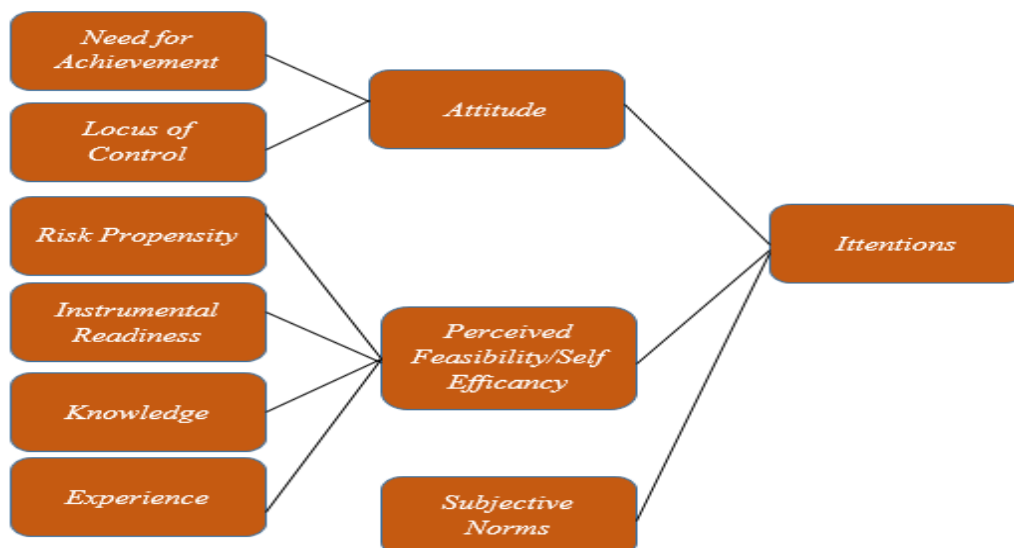 Need for
Achievement
Locus of
Control
Risk Propensity
Instrumental
Readiness
Knowledge
Experience
Attitude
Perceived
Feasibility/Self
Efficancy
Subjective
Norms
Ittentions